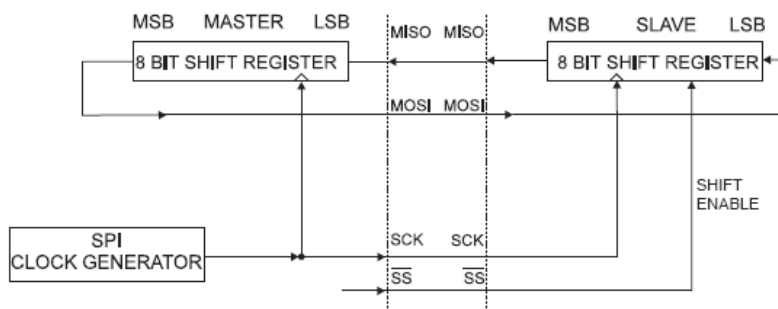 MSB MASTER LSB
MISO MISO
MSB SLAVE LSB
8 BIT SHIFT REGISTER
8 BIT SHIFT REGISTER
MOSI MOSI
SHIFT
ENABLE
SPI
CLOCK GENERATOR
SCK SCK
SS SS